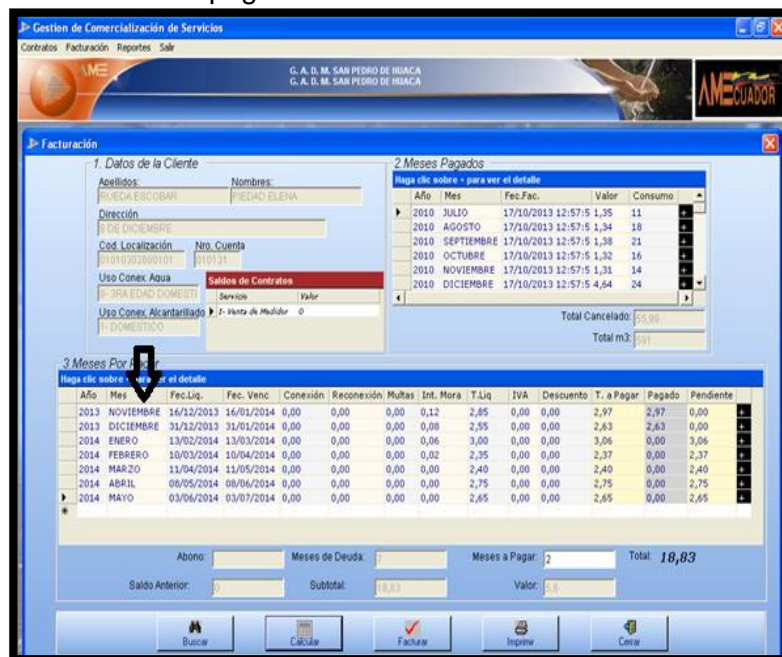 Gestion de Comercialización de Servicios
Contratos Facturación Reportes Salir
AME
G. A. D. M. SAN PEDRO DE HUACA
G. A. D. M. SAN PEDRO DE HUACA
AMECUADOR
Facturación
1. Datos de la Cliente
Apellidos: Nombres:
RUEDA ESCOBAR PIEDAD ELENA
Dirección
8 DE DICIEMBRE
Cod. Localización Nro. Cuenta
010131
Uso Conex. Agua
3RA EDAD DOMESTI
Uso Conex. Alcantarillado
1- DOMESTICO
Saldos de Contratos
Servicio Valor
1- Venta de Medidor 0
2.Meses Pagados
Haga clic sobre + para ver el detalle
Año Mes Fec.Fac. Valor Consumo
2010 JULIO 17/10/2013 12:57:5 1,35 11 +
2010 AGOSTO 17/10/2013 12:57:5 1,34 18 +
2010 SEPTIEMBRE 17/10/2013 12:57:5 1,38 21 +
2010 OCTUBRE 17/10/2013 12:57:5 1,32 16 +
2010 NOVIEMBRE 17/10/2013 12:57:5 1,31 14 +
2010 DICIEMBRE 17/10/2013 12:57:5 4,64 24 +
Total Cancelado:
Total m3: 591
3.Meses Por Pagar
Haga clic sobre + para ver el detalle
Año Mes Fec.Liq. Fec. Venc Conexión Reconexión Multas Int. Mora T.Liq IVA Descuento T. a Pagar Pagado Pendiente
2013 NOVIEMBRE 16/12/2013 16/01/2014 0,00 0,00 0,00 0,12 2,85 0,00 0,00 2,97 2,97 0,00 +
2013 DICIEMBRE 31/12/2013 31/01/2014 0,00 0,00 0,00 0,08 2,55 0,00 0,00 2,63 2,63 0,00 +
2014 ENERO 13/02/2014 13/03/2014 0,00 0,00 0,00 0,06 3,00 0,00 0,00 3,06 0,00 3,06 +
2014 FEBRERO 10/03/2014 10/04/2014 0,00 0,00 0,00 0,02 2,35 0,00 0,00 2,37 0,00 2,37 +
2014 MARZO 11/04/2014 11/05/2014 0,00 0,00 0,00 0,00 2,40 0,00 0,00 2,40 0,00 2,40 +
2014 ABRIL 08/05/2014 08/06/2014 0,00 0,00 0,00 0,00 2,75 0,00 0,00 2,75 0,00 2,75 +
2014 MAYO 03/06/2014 03/07/2014 0,00 0,00 0,00 0,00 2,65 0,00 0,00 2,65 0,00 2,65 +
Abono: Meses de Deuda: 7 Meses a Pagar: 2 Total: 18,83
Saldo Anterior: 0 Subtotal: 18,83 Valor: 5,6
Buscar Calcular Facturar Imprimir Cerrar